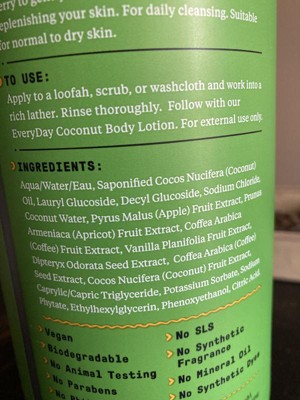 replenishing your skin. For daily cleansing. Suitable
for normal to dry skin.
TO USE:
Apply to a loofah, scrub, or washcloth and work into a
rich lather. Rinse thoroughly. Follow with our
EveryDay Coconut Body Lotion. For external use only.
INGREDIENTS:
Aqua/Water/Eau, Saponified Cocos Nucifera (Coconut)
Oil, Lauryl Glucoside, Decyl Glucoside, Sodium Chloride,
Coconut Water, Pyrus Malus (Apple) Fruit Extract, Prunus
Armeniaca (Apricot) Fruit Extract, Coffea Arabica
(Coffee) Fruit Extract, Vanilla Planifolia Fruit Extract,
Dipteryx Odorata Seed Extract, Coffea Arabica (Coffee)
Seed Extract, Cocos Nucifera (Coconut) Fruit Extract,
Caprylic/Capric Triglyceride, Potassium Sorbate, Sodium
Phytate, Ethylhexylglycerin, Phenoxyethanol, Citric Acid.
Vegan
Biodegradable
No Animal Testing
No Parabens
No SLS
No Synthetic
Fragrance
No Mineral Oil
No Synthetic Dyes